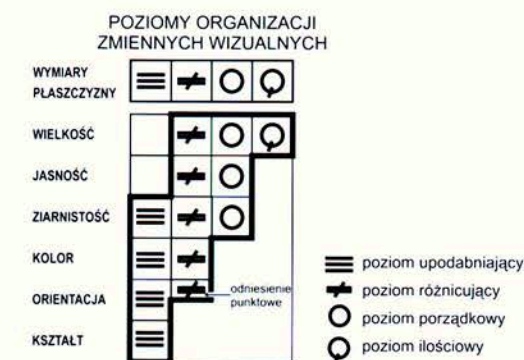 POZIOMY ORGANIZACJI
ZMIENNYCH WIZUALNYCH
WYMIARY
PŁASZCZYZNY
WIELKOŚĆ
JASNOŚĆ
ZIARNISTOŚĆ
KOLOR
ORIENTACJA
odniesienie
punktowe
KSZTAŁT
poziom upodabniający
poziom różnicujący
poziom porządkowy
poziom ilościowy